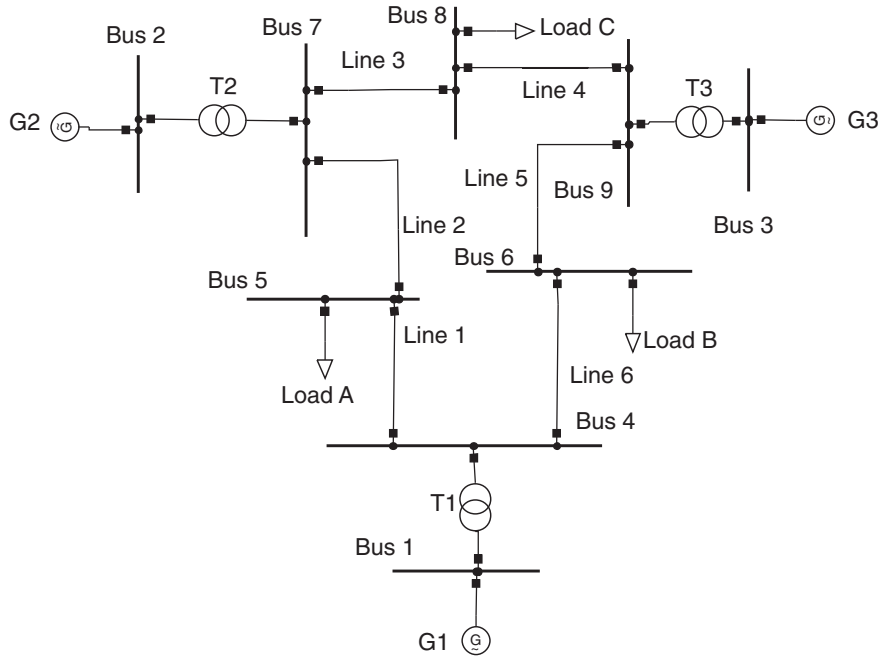 Bus 8
Load C
Bus 2
Bus 7
Line 3
T2
Line 4
T3
G2
G
~
G
~
G3
Line 5
Bus 9
Line 2
Bus 3
Bus 6
Bus 5
Line 1
Load B
Line 6
Load A
Bus 4
T1
Bus 1
G1
G
~